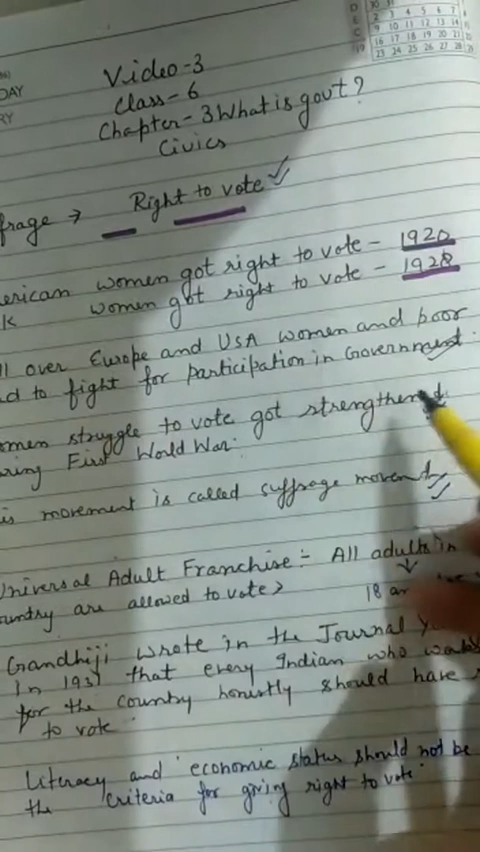 DAY
RY
Video-3
Class-6
Chapter-3 What is govt?
Civics
frage → Right to vote ✓
erican women got right to vote - 1920
k women got right to vote - 1928
ll over Europe and USA women and poor
d to fight for participation in Government
omen struggle to vote got strengthened
ring First World War.
is movement is called suffrage movement
Universal Adult Franchise:- All adults in
untry are allowed to vote>
18
Gandhiji wrote in the Journal
In 1931 that every Indian who works
for the country honestly should have
to vote.
Literacy and economic status should not be
the criteria for giving right to vote.